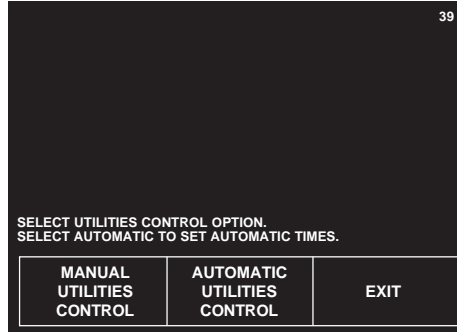 39
SELECT UTILITIES CONTROL OPTION.
SELECT AUTOMATIC TO SET AUTOMATIC TIMES.
MANUAL
UTILITIES
CONTROL
AUTOMATIC
UTILITIES
CONTROL
EXIT